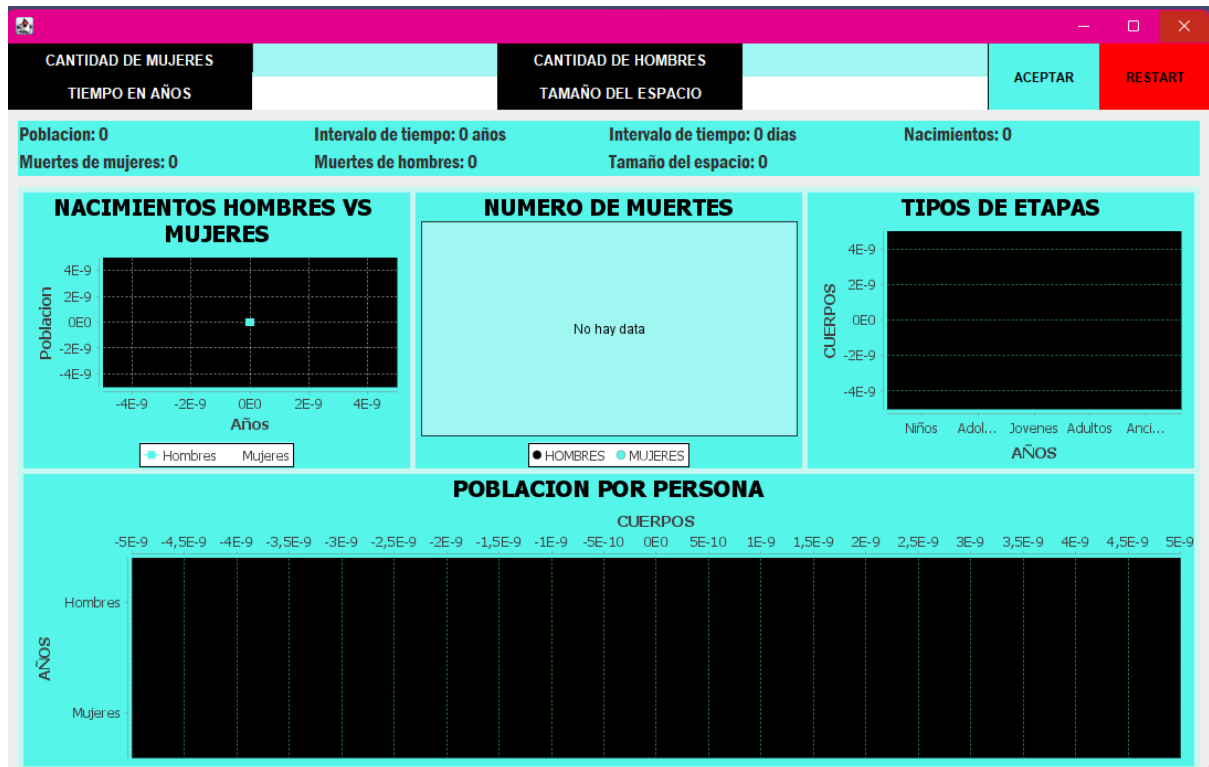 CANTIDAD DE MUJERES
CANTIDAD DE HOMBRES
TIEMPO EN AÑOS
TAMAÑO DEL ESPACIO
ACEPTAR
RESTART
Poblacion: 0
Intervalo de tiempo: 0 años
Intervalo de tiempo: 0 dias
Nacimientos: 0
Muertes de mujeres: 0
Muertes de hombres: 0
Tamaño del espacio: 0
NACIMIENTOS HOMBRES VS
MUJERES
Poblacion
4E-9
2E-9
0E0
-2E-9
-4E-9
-4E-9 -2E-9 0E0 2E-9 4E-9
Años
Hombres Mujeres
NUMERO DE MUERTES
No hay data
HOMBRES MUJERES
TIPOS DE ETAPAS
CUERPOS
4E-9
2E-9
0E0
-2E-9
-4E-9
Niños Adol... Jovenes Adultos Anci...
AÑOS
POBLACION POR PERSONA
CUERPOS
-5E-9 -4,5E-9 -4E-9 -3,5E-9 -3E-9 -2,5E-9 -2E-9 -1,5E-9 -1E-9 -5E-10 0E0 5E-10 1E-9 1,5E-9 2E-9 2,5E-9 3E-9 3,5E-9 4E-9 4,5E-9 5E-9
AÑOS
Hombres
Mujeres